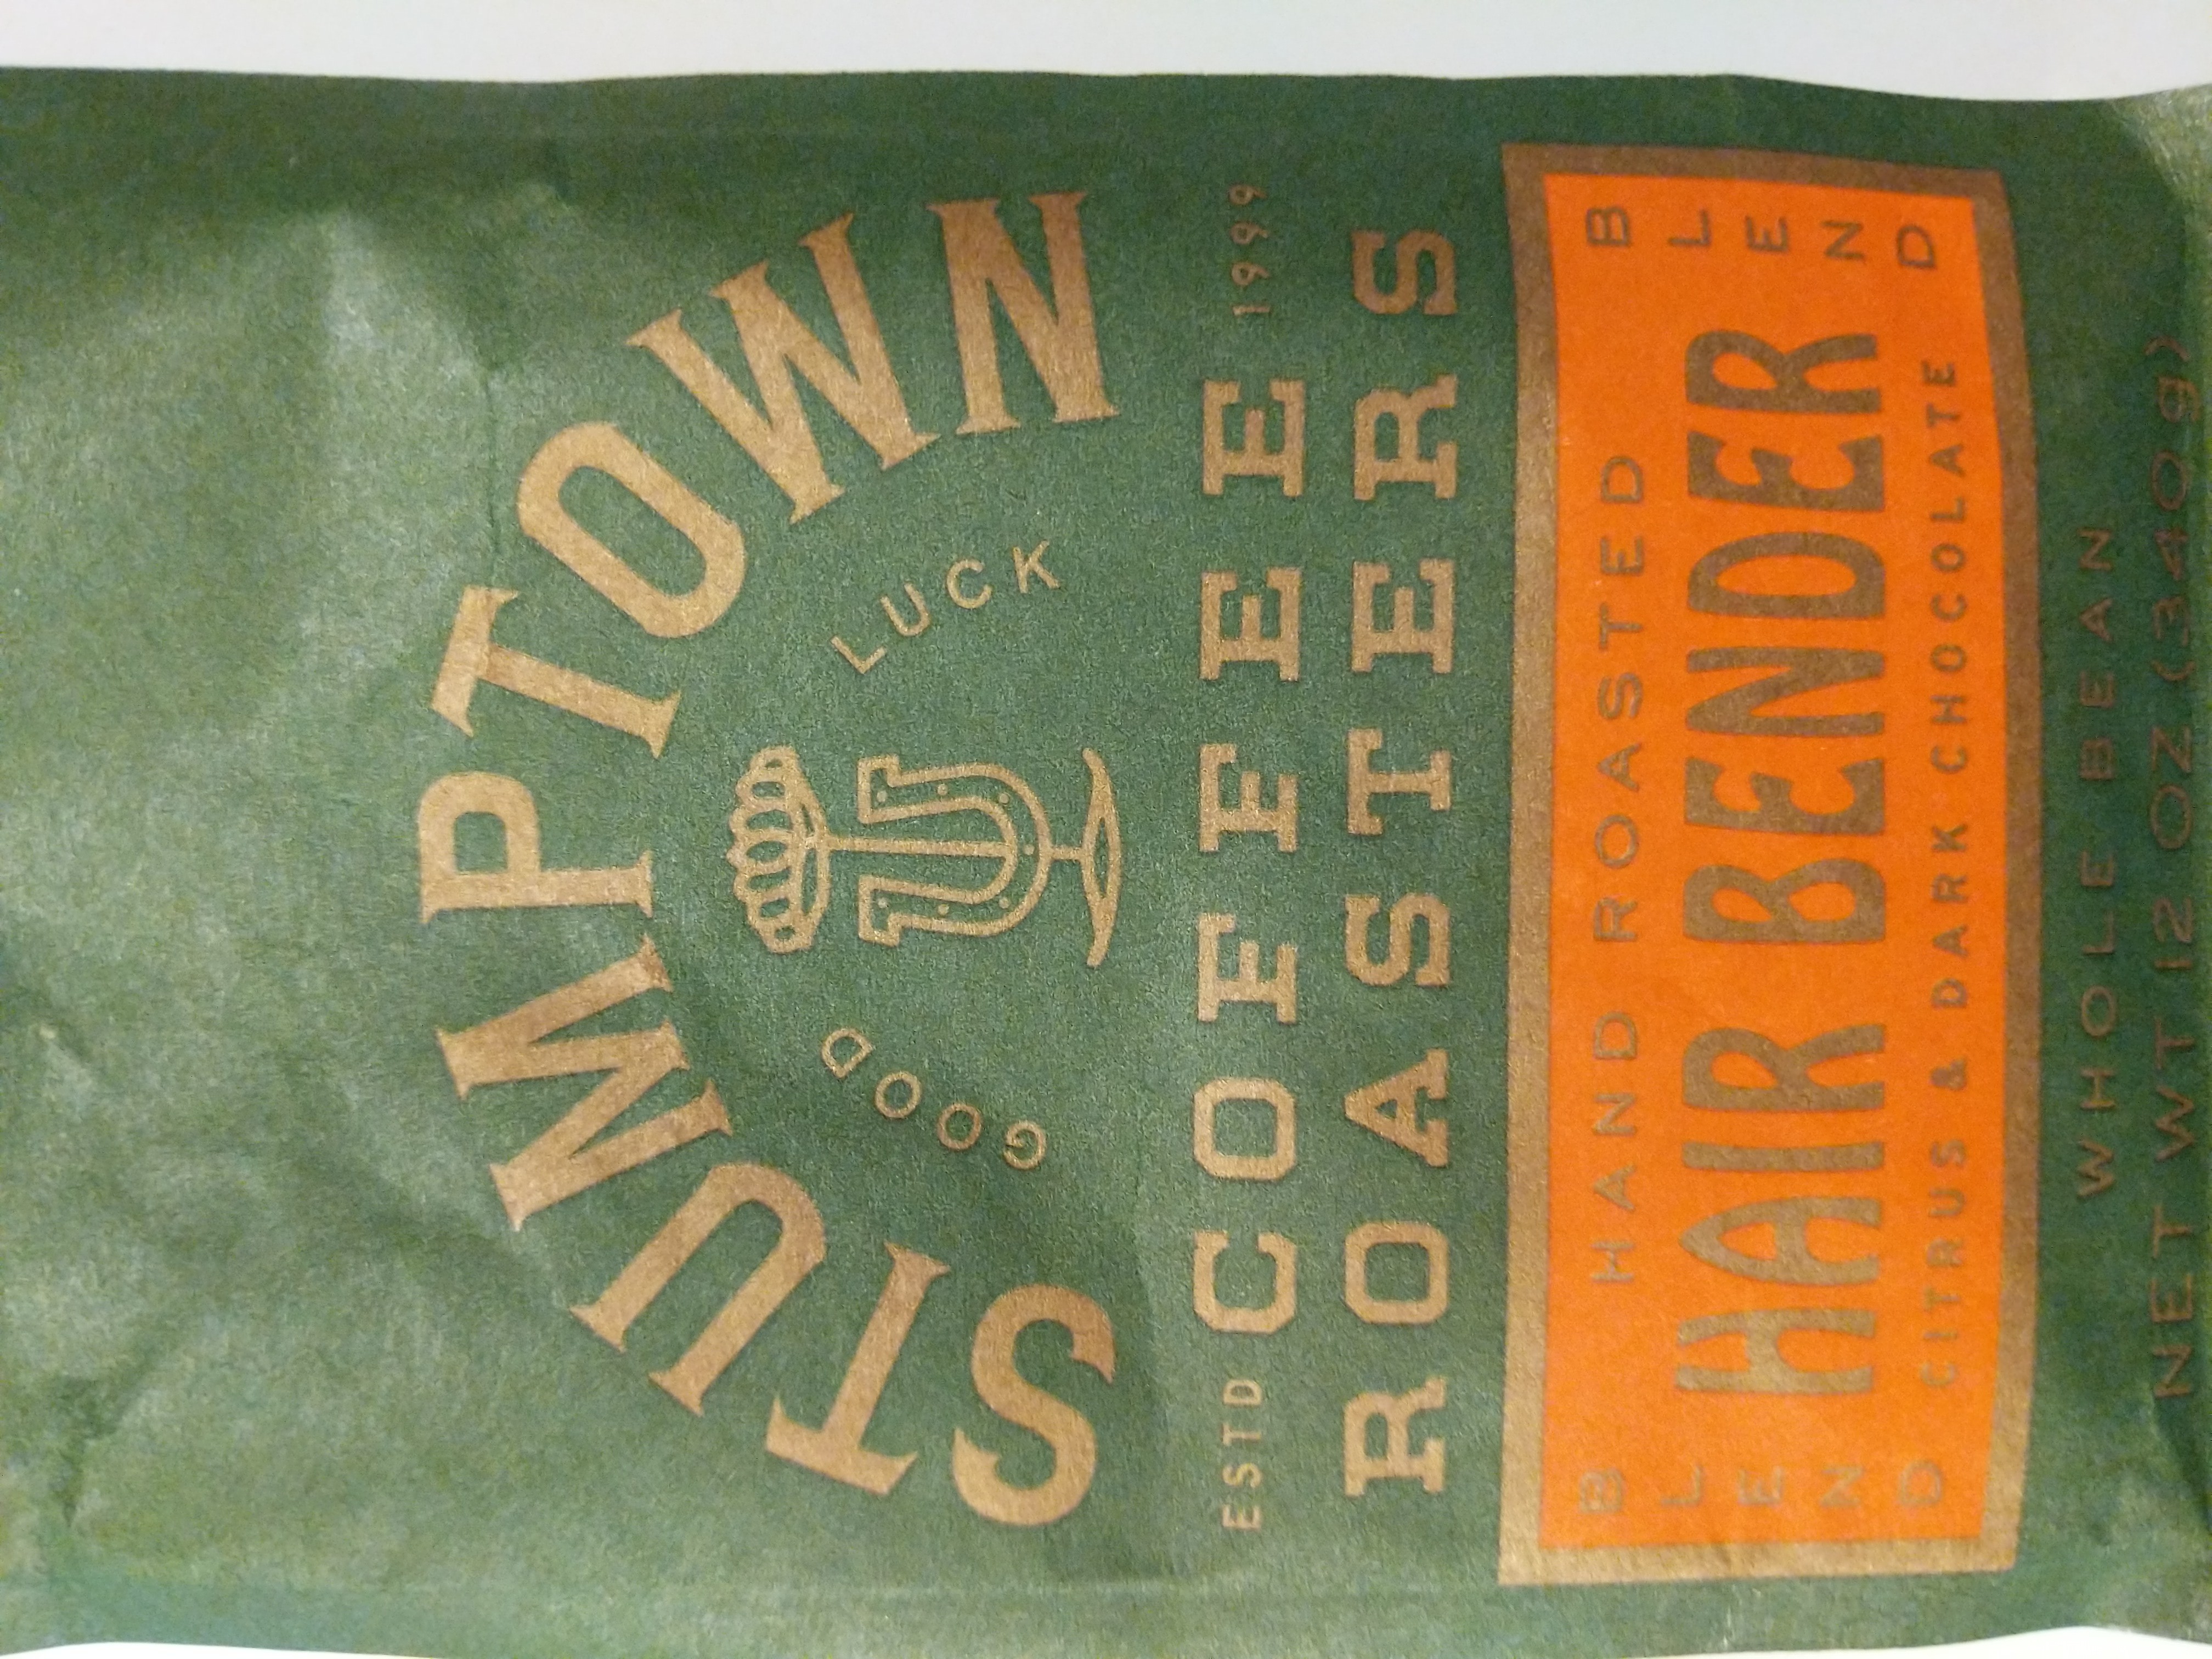 STUMPTOWN
GOOD LUCK
ESTD COFFEE 1999
ROASTERS
HAND ROASTED
BLEND HAIR BENDER BLEND
CITRUS & DARK CHOCOLATE
WHOLE BEAN
NET WT 12 OZ (340g)